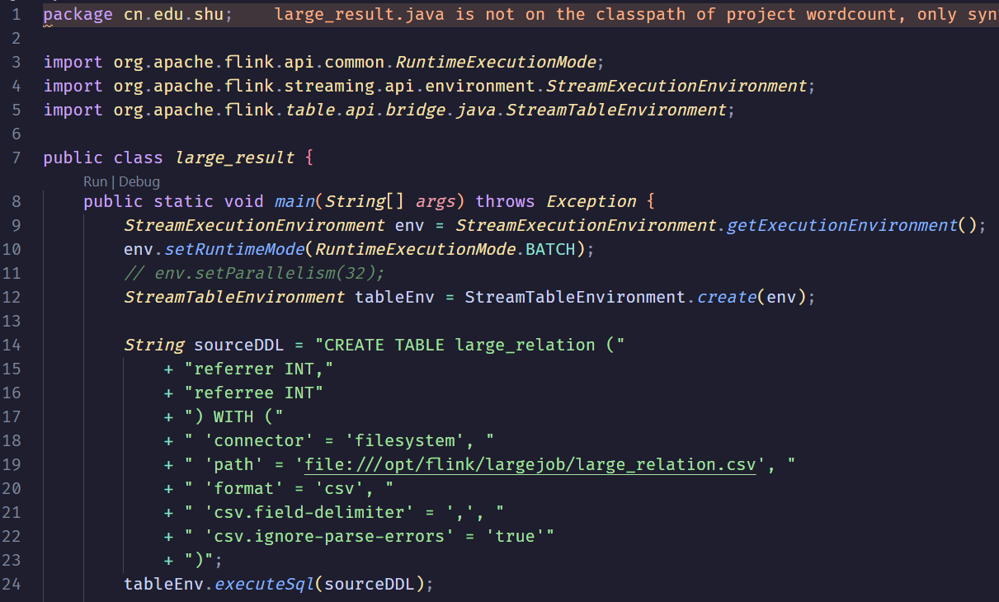 1 package cn.edu.shu; large_result.java is not on the classpath of project wordcount, only syn
2
3 import org.apache.flink.api.common.RuntimeExecutionMode;
4 import org.apache.flink.streaming.api.environment.StreamExecutionEnvironment;
5 import org.apache.flink.table.api.bridge.java.StreamTableEnvironment;
6
7 public class large_result {
Run | Debug
8 public static void main(String[] args) throws Exception {
9 StreamExecutionEnvironment env = StreamExecutionEnvironment.getExecutionEnvironment();
10 env.setRuntimeMode(RuntimeExecutionMode.BATCH);
11 // env.setParallelism(32);
12 StreamTableEnvironment tableEnv = StreamTableEnvironment.create(env);
13
14 String sourceDDL = "CREATE TABLE large_relation ("
15 + "referrer INT,"
16 + "referree INT"
17 + ") WITH ("
18 + " 'connector' = 'filesystem', "
19 + " 'path' = 'file:///opt/flink/largejob/large_relation.csv', "
20 + " 'format' = 'csv', "
21 + " 'csv.field-delimiter' = ',', "
22 + " 'csv.ignore-parse-errors' = 'true'"
23 + ")";
24 tableEnv.executeSql(sourceDDL);